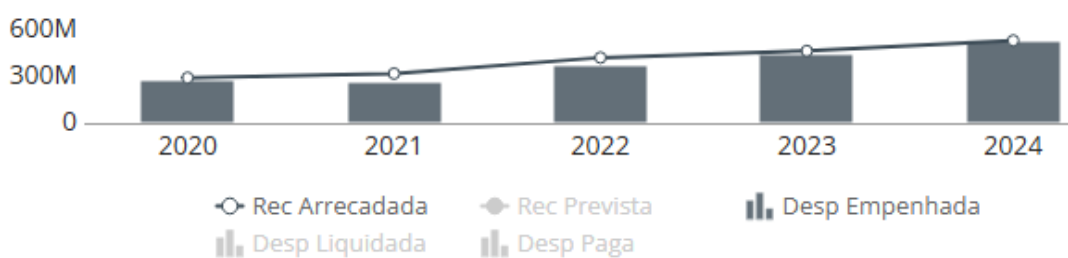 600M
300M
0
2020 2021 2022 2023 2024
Rec Arrecadada Rec Prevista Desp Empenhada
Desp Liquidada Desp Paga